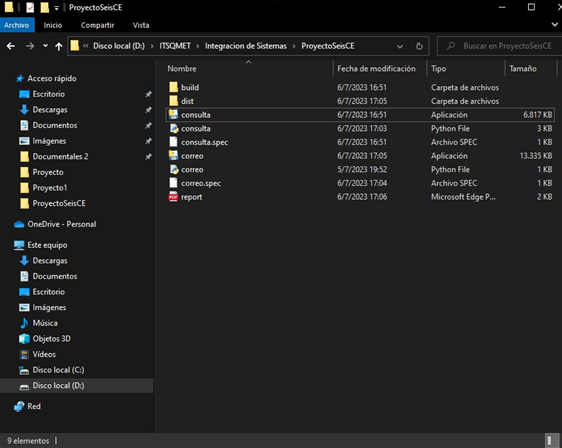 ProyectoSeisCE
Archivo Inicio Compartir Vista
« Disco local (D:) > ITSQMET > Integracion de Sistemas > ProyectoSeisCE
Buscar en ProyectoSeisCE
Nombre Fecha de modificación Tipo Tamaño
Acceso rápido
Escritorio
Descargas
Documentos
Imágenes
Documentales 2
Proyecto
Proyecto1
ProyectoSeisCE
OneDrive - Personal
Este equipo
Descargas
Documentos
Escritorio
Imágenes
Música
Objetos 3D
Vídeos
Disco local (C:)
Disco local (D:)
Red
build 6/7/2023 16:51 Carpeta de archivos
dist 6/7/2023 17:05 Carpeta de archivos
consulta 6/7/2023 16:51 Aplicación 6.817 KB
consulta 6/7/2023 17:03 Python File 3 KB
consulta.spec 6/7/2023 16:51 Archivo SPEC 1 KB
correo 6/7/2023 17:05 Aplicación 13.335 KB
correo 5/7/2023 19:52 Python File 1 KB
correo.spec 6/7/2023 17:04 Archivo SPEC 1 KB
report 6/7/2023 17:06 Microsoft Edge P... 2 KB
9 elementos